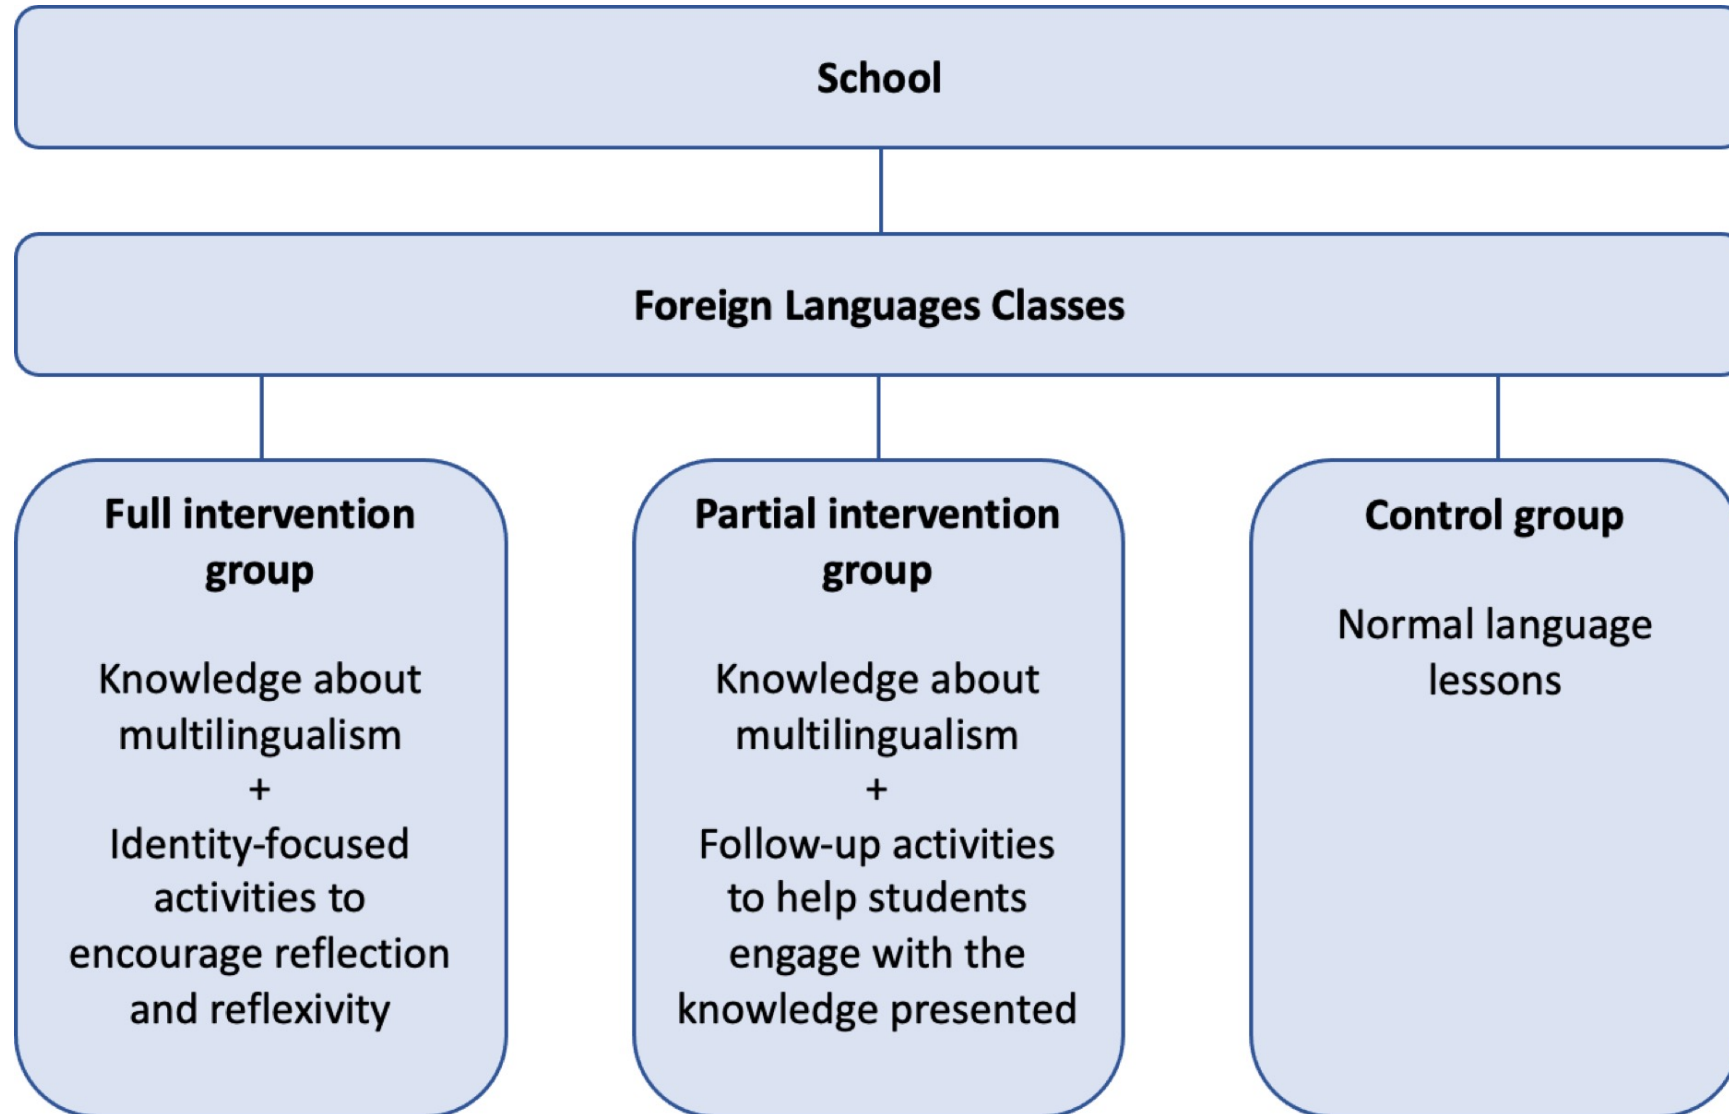 School
Foreign Languages Classes
Full intervention
group
Knowledge about
multilingualism
+
Identity-focused
activities to
encourage reflection
and reflexivity
Partial intervention
group
Knowledge about
multilingualism
+
Follow-up activities
to help students
engage with the
knowledge presented
Control group
Normal language
lessons